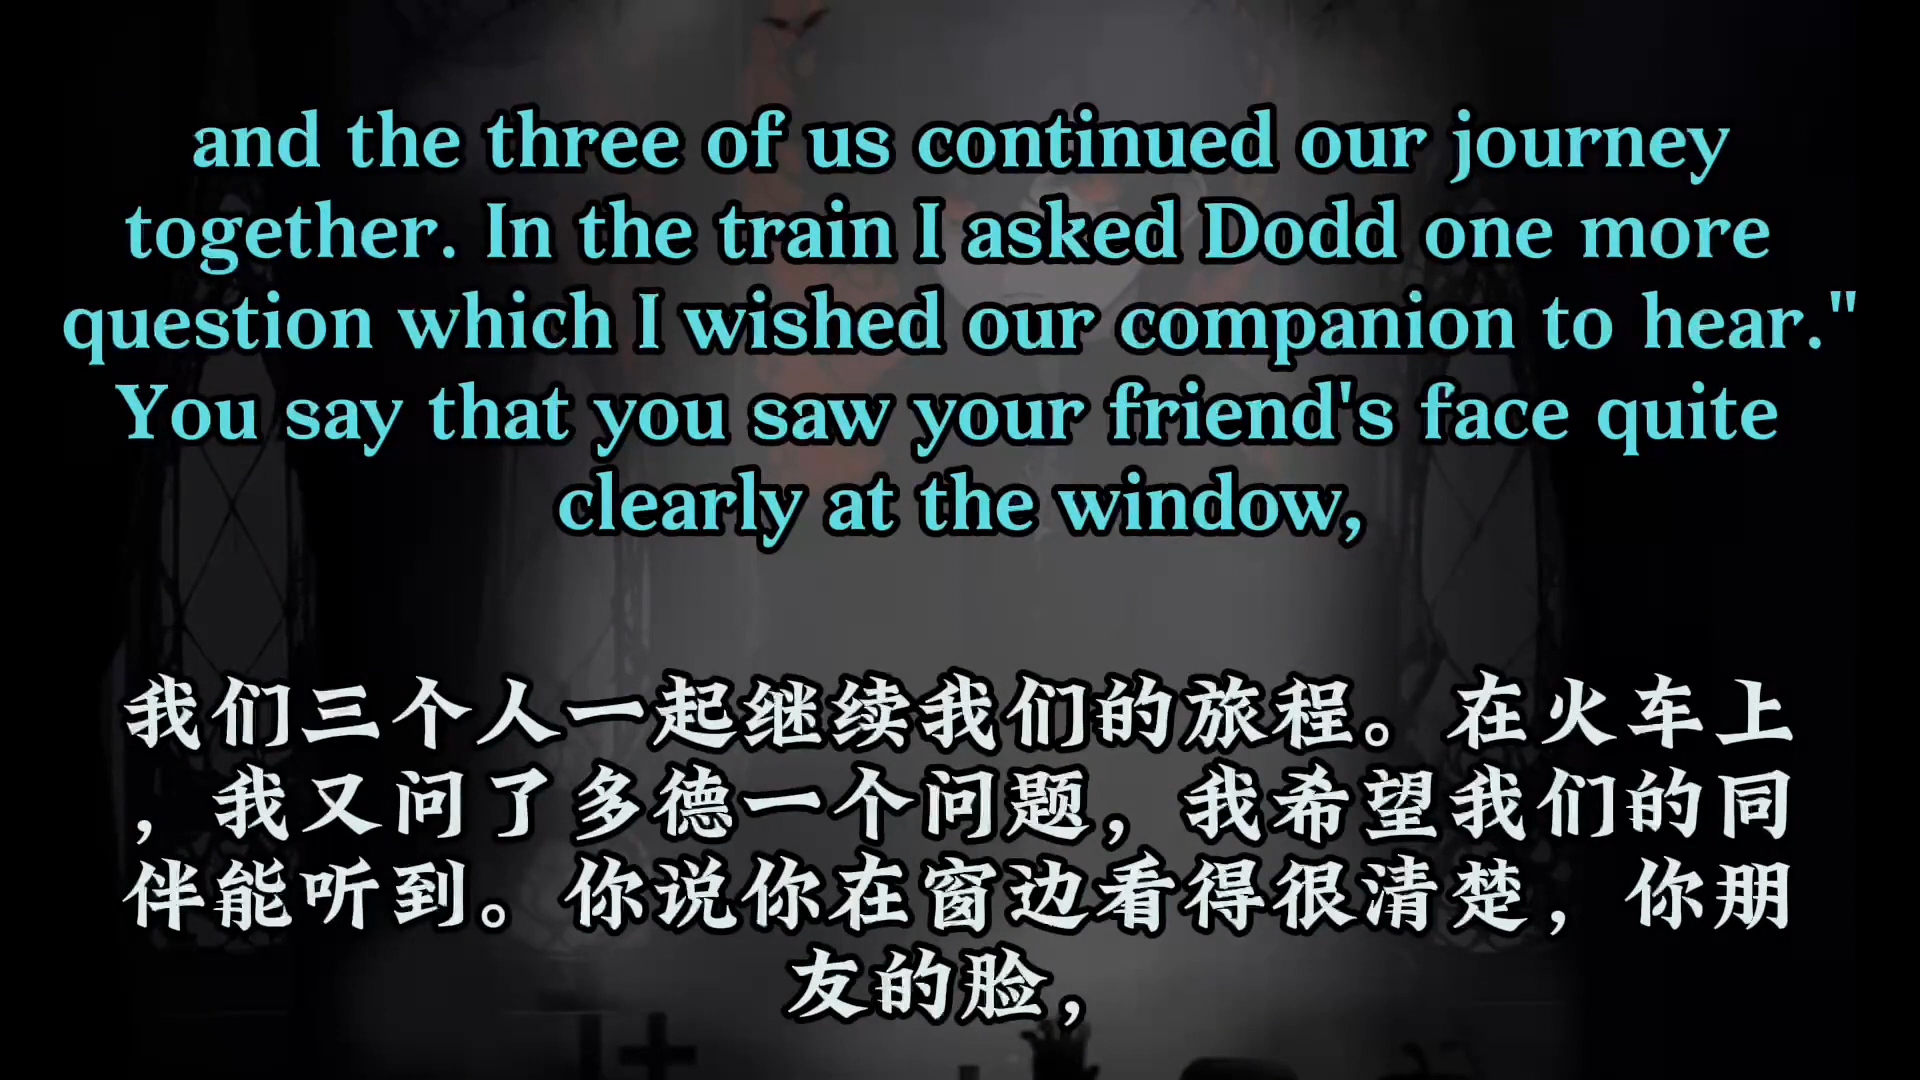 and the three of us continued our journey
together. In the train I asked Dodd one more
question which I wished our companion to hear."
You say that you saw your friend's face quite
clearly at the window,
我们三个人一起继续我们的旅程。在火车上
，我又问了多德一个问题，我希望我们的同
伴能听到。你说你在窗边看得很清楚，你朋
友的脸，